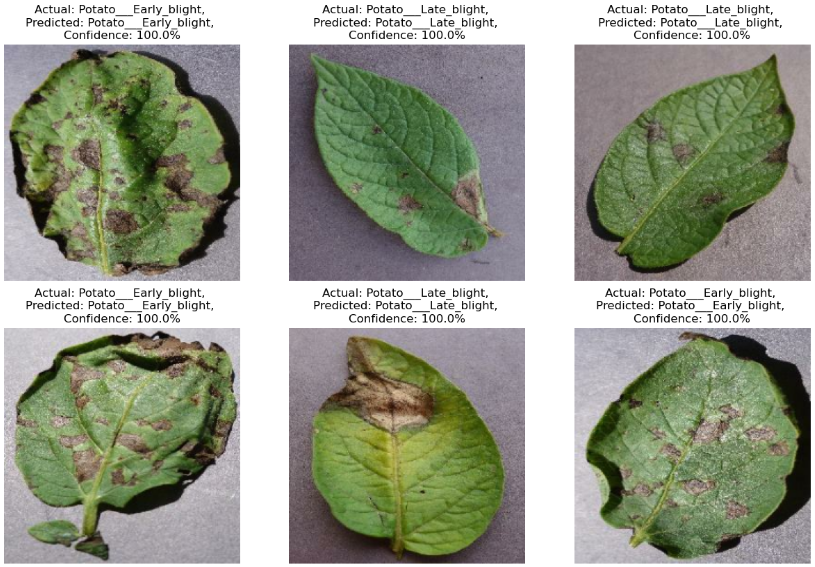 Actual: Potato___Early_blight,
Predicted: Potato___Early_blight,
Confidence: 100.0%
Actual: Potato___Late_blight,
Predicted: Potato___Late_blight,
Confidence: 100.0%
Actual: Potato___Late_blight,
Predicted: Potato___Late_blight,
Confidence: 100.0%
Actual: Potato___Early_blight,
Predicted: Potato___Early_blight,
Confidence: 100.0%
Actual: Potato___Late_blight,
Predicted: Potato___Late_blight,
Confidence: 100.0%
Actual: Potato___Early_blight,
Predicted: Potato___Early_blight,
Confidence: 100.0%